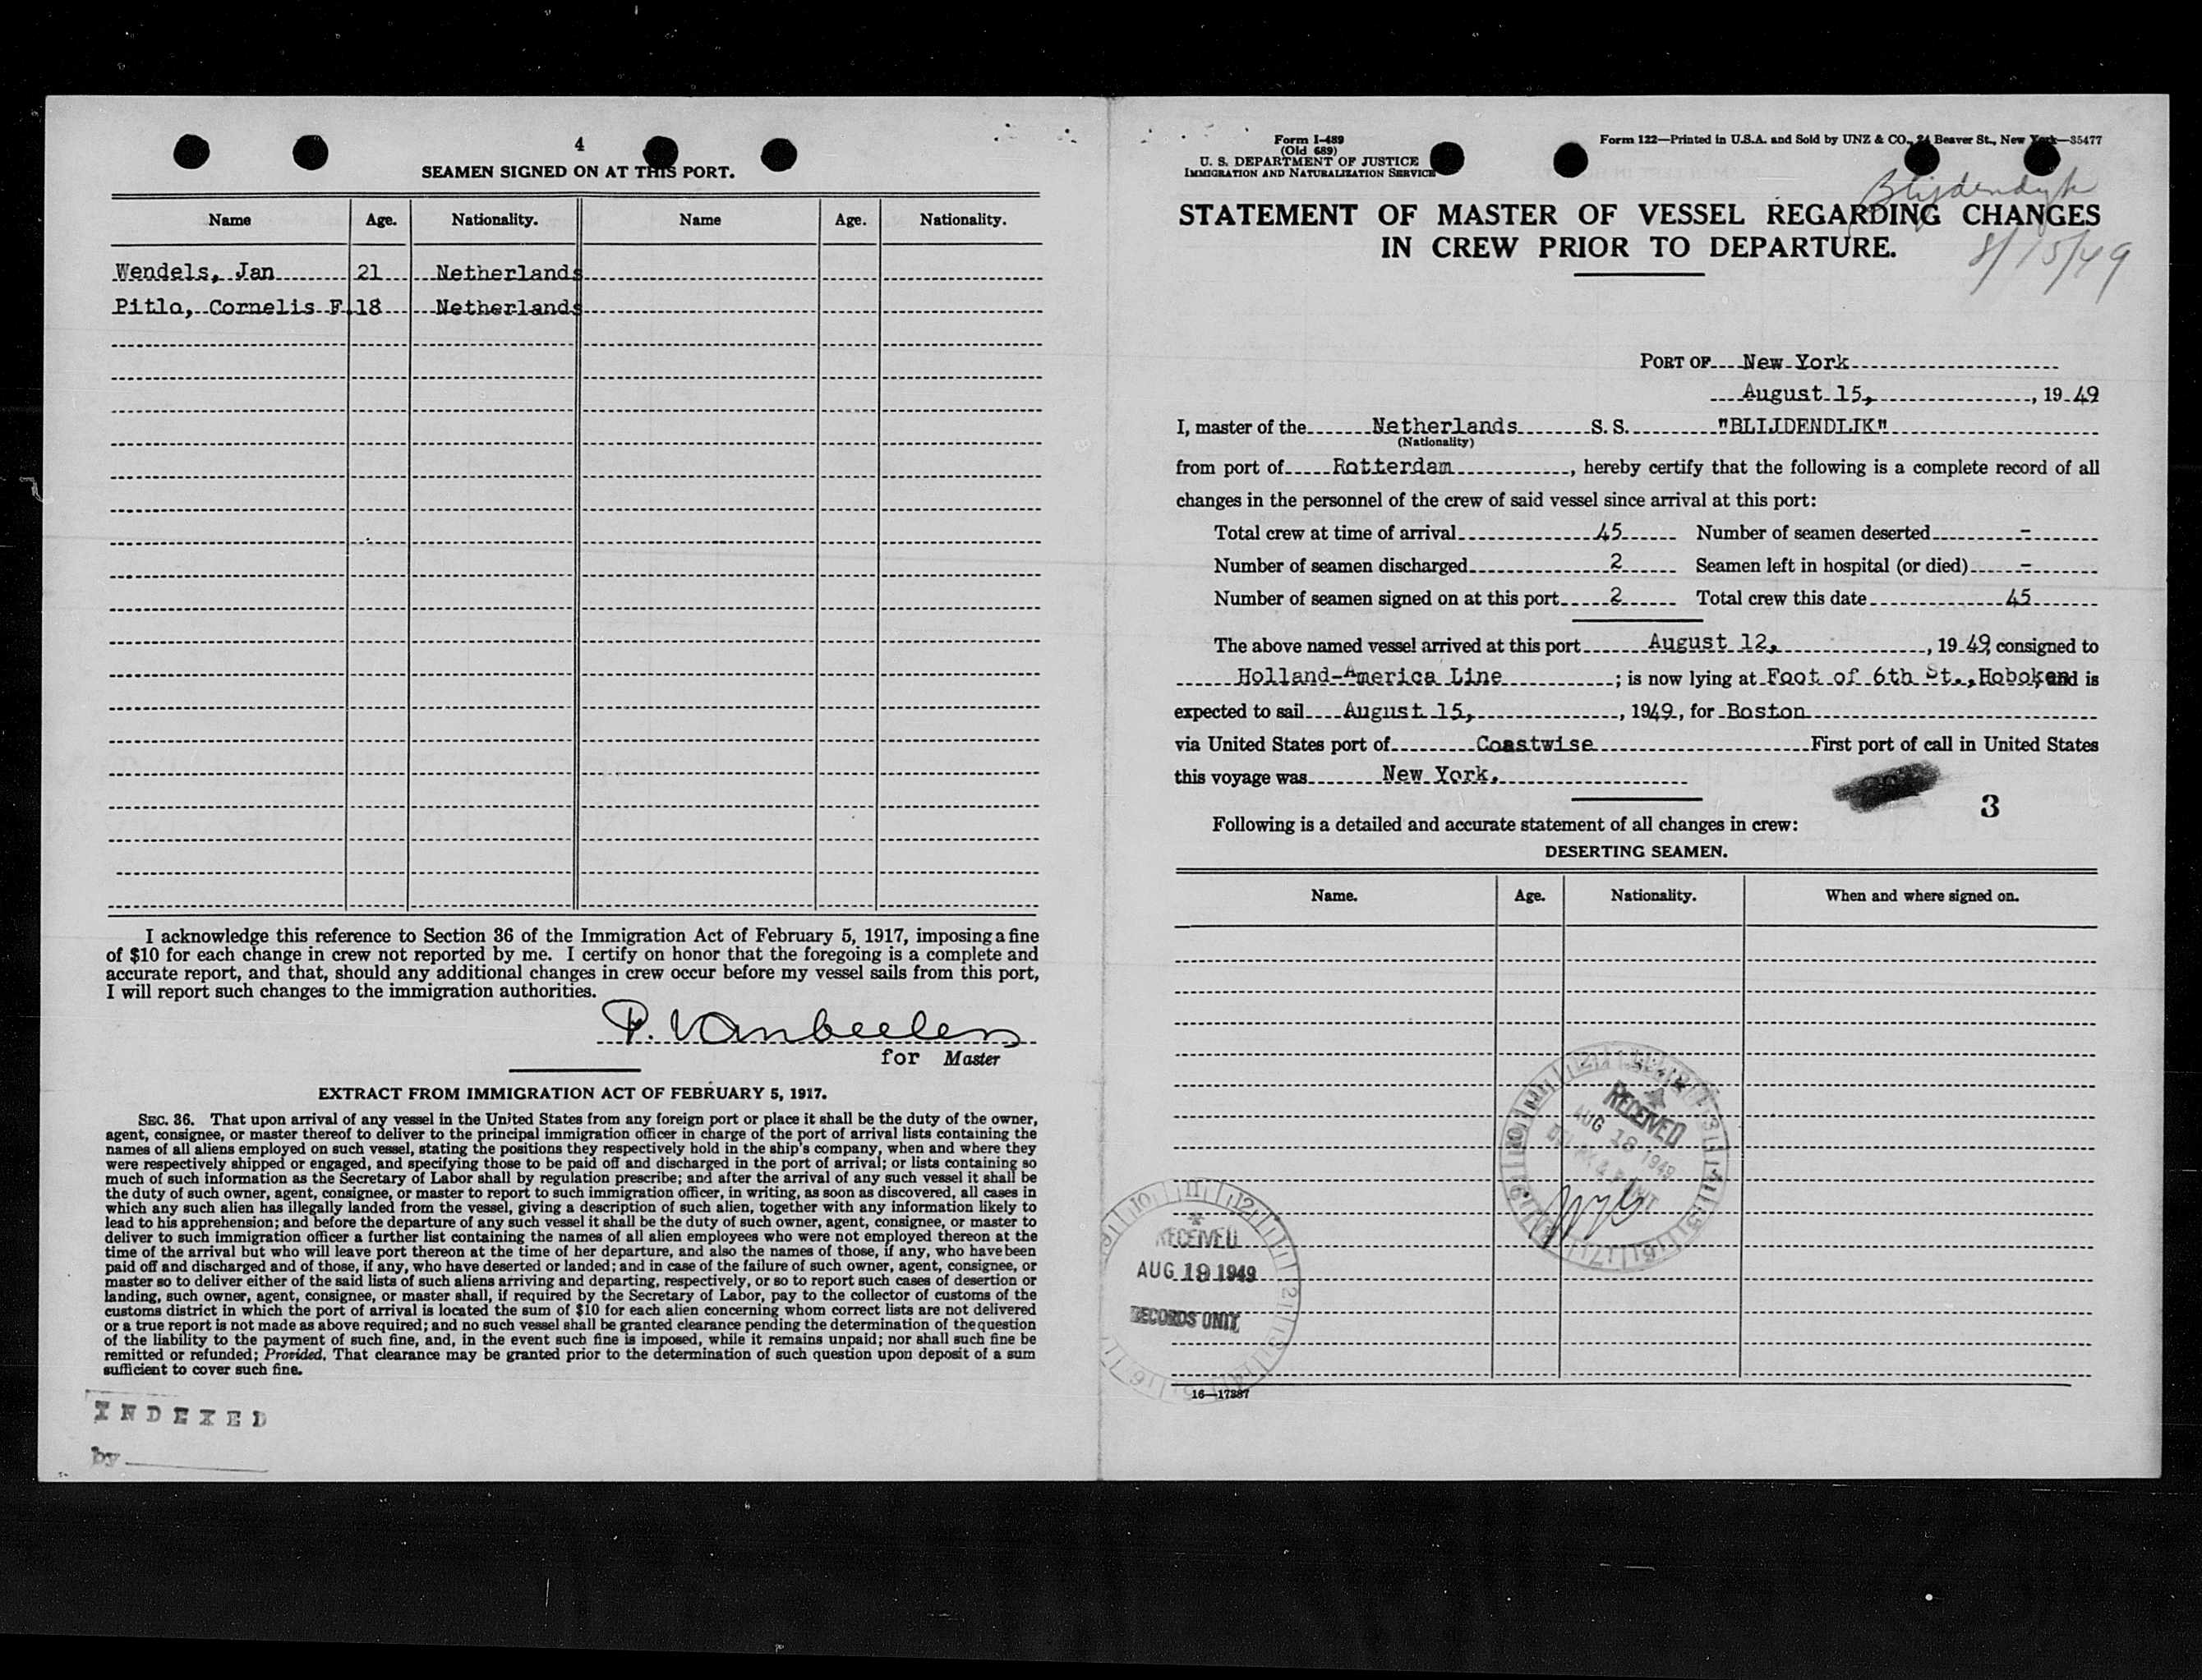 4
SEAMEN SIGNED ON AT THIS PORT.
Name Age. Nationality. Name Age. Nationality.
Wendels, Jan 21 Netherlands
Pitlo, Cornelis F. 18 Netherlands
I acknowledge this reference to Section 36 of the Immigration Act of February 5, 1917, imposing a fine
of $10 for each change in crew not reported by me. I certify on honor that the foregoing is a complete and
accurate report, and that, should any additional changes in crew occur before my vessel sails from this port,
I will report such changes to the immigration authorities.
P. Vanbeelen
for Master
EXTRACT FROM IMMIGRATION ACT OF FEBRUARY 5, 1917.
SEC. 36. That upon arrival of any vessel in the United States from any foreign port or place it shall be the duty of the owner,
agent, consignee, or master thereof to deliver to the principal immigration officer in charge of the port of arrival lists containing the
names of all aliens employed on such vessel, stating the positions they respectively hold in the ship's company, when and where they
were respectively shipped or engaged, and specifying those to be paid off and discharged in the port of arrival; or lists containing so
much of such information as the Secretary of Labor shall by regulation prescribe; and after the arrival of any such vessel it shall be
the duty of such owner, agent, consignee, or master to report to such immigration officer, in writing, as soon as discovered, all cases in
which any such alien has illegally landed from the vessel, giving a description of such alien, together with any information likely to
lead to his apprehension; and before the departure of any such vessel it shall be the duty of such owner, agent, consignee, or master to
deliver to such immigration officer a further list containing the names of all alien employees who were not employed thereon at the
time of the arrival but who will leave port thereon at the time of her departure, and also the names of those, if any, who have been
paid off and discharged and of those, if any, who have deserted or landed; and in case of the failure of such owner, agent, consignee, or
master so to deliver either of the said lists of such aliens arriving and departing, respectively, or so to report such cases of desertion or
landing, such owner, agent, consignee, or master shall, if required by the Secretary of Labor, pay to the collector of customs of the
customs district in which the port of arrival is located the sum of $10 for each alien concerning whom correct lists are not delivered
or a true report is not made as above required; and no such vessel shall be granted clearance pending the determination of the question
of the liability to the payment of such fine, and, in the event such fine is imposed, while it remains unpaid; nor shall such fine be
remitted or refunded; Provided, That clearance may be granted prior to the determination of such question upon deposit of a sum
sufficient to cover such fine.
INDEXED
by
Form I-489
(Old 689)
U. S. DEPARTMENT OF JUSTICE
IMMIGRATION AND NATURALIZATION SERVICE
Form 122—Printed in U.S.A. and Sold by UNZ & CO., 24 Beaver St., New York—35477
Blijdendyk
8/15/49
STATEMENT OF MASTER OF VESSEL REGARDING CHANGES
IN CREW PRIOR TO DEPARTURE.
PORT OF New York
August 15, , 19 49
I, master of the Netherlands S. S. "BLIJDENDIJK"
(Nationality)
from port of Rotterdam , hereby certify that the following is a complete record of all
changes in the personnel of the crew of said vessel since arrival at this port:
Total crew at time of arrival 45 Number of seamen deserted -
Number of seamen discharged 2 Seamen left in hospital (or died) -
Number of seamen signed on at this port 2 Total crew this date 45
The above named vessel arrived at this port August 12, , 19 49, consigned to
Holland-America Line ; is now lying at Foot of 6th St., Hoboken and is
expected to sail August 15, , 1949, for Boston
via United States port of Coastwise First port of call in United States
this voyage was New York.
3
Following is a detailed and accurate statement of all changes in crew:
DESERTING SEAMEN.
Name. Age. Nationality. When and where signed on.
RECEIVED
AUG 18 1949
RECEIVED
AUG 19 1949
RECORDS UNIT
16—17387